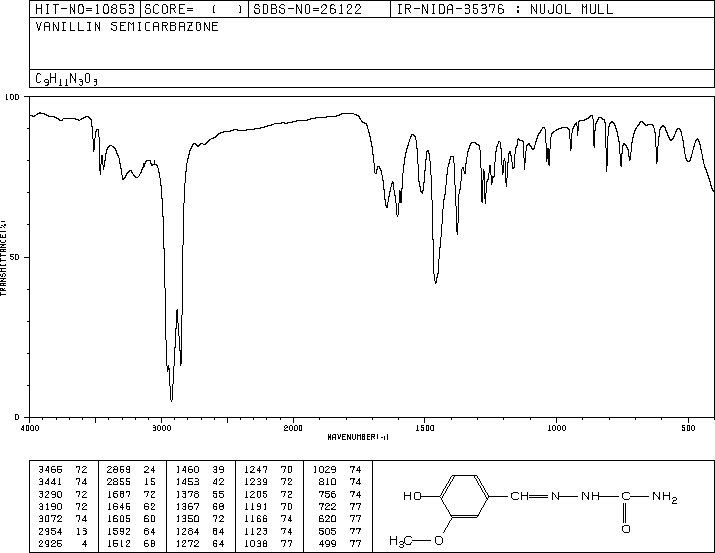 HIT-NO=10853 SCORE= ( ) SDBS-NO=26122 IR-NIDA-35376 : NUJOL MULL
VANILLIN SEMICARBAZONE
C9H11N3O3
100
50
0
TRANSMITTANCE(%)
4000 3000 2000 1500 1000 500
WAVENUMBER(-1)
3466 72 2869 24 1460 39 1247 70 1029 74
3441 74 2855 15 1453 42 1239 72 810 74
3290 72 1687 72 1378 55 1205 72 756 74
3190 72 1646 62 1367 68 1191 70 722 77
3072 74 1605 60 1350 72 1166 74 620 77
2954 13 1592 64 1284 64 1123 74 505 77
2925 4 1512 68 1272 64 1038 77 499 77
HO CH N NH C NH2
H3C O O